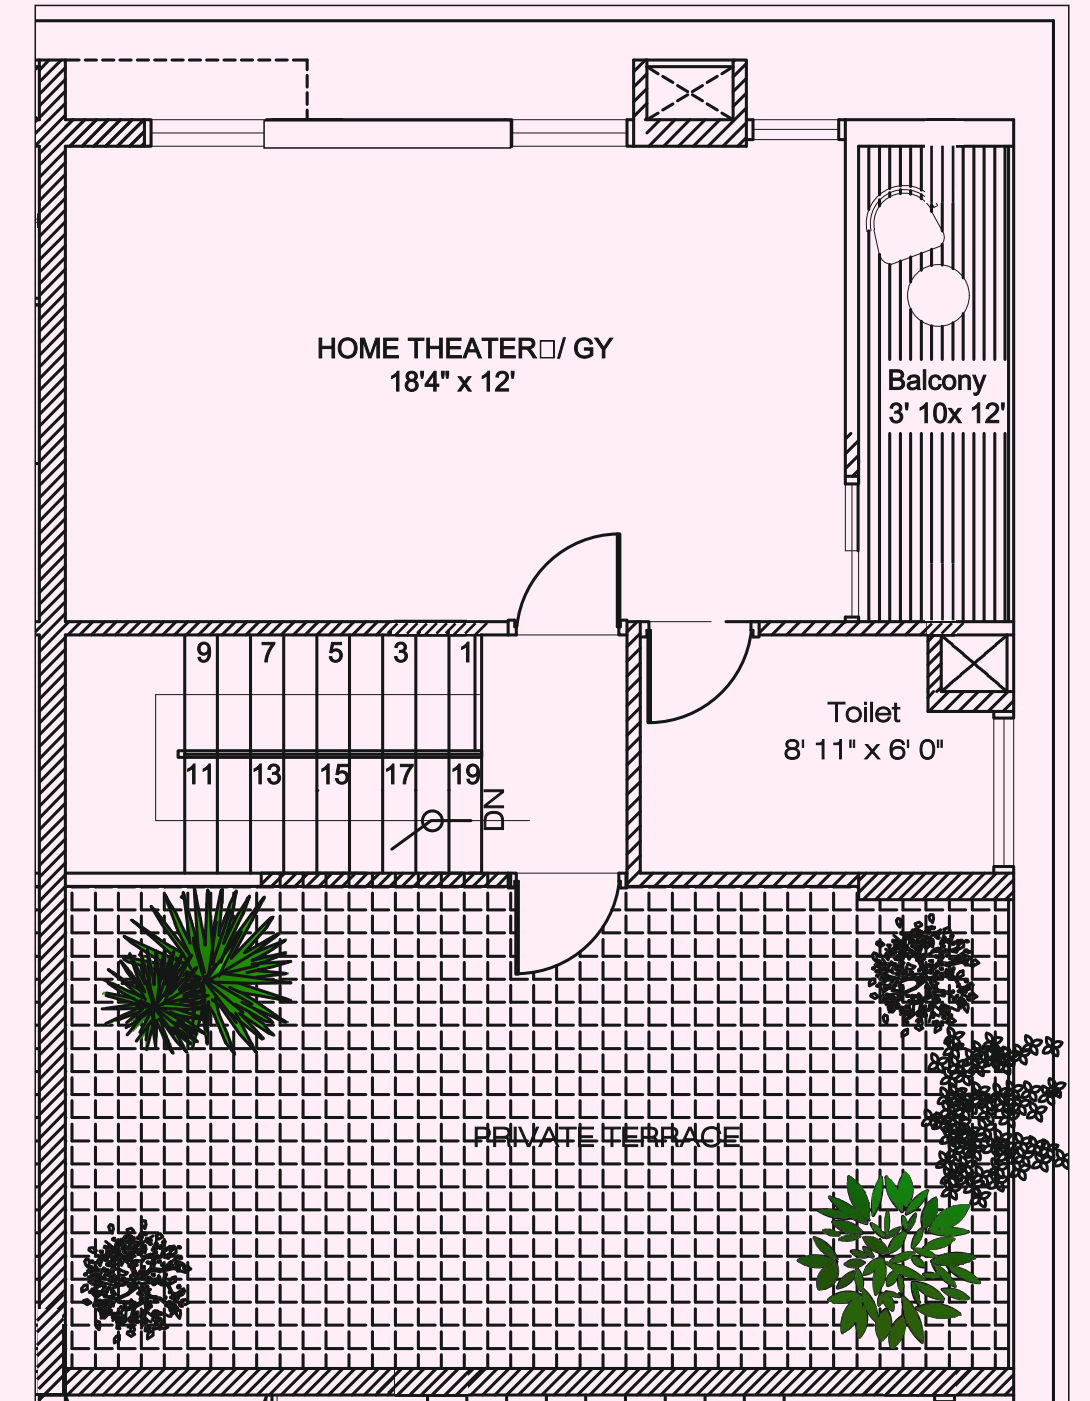 HOME THEATER□/ GY
18'4" x 12'
Balcony
3' 10x 12'
9 7 5 3 1
11 13 15 17 19
DN
Toilet
8' 11" x 6' 0"
PRIVATE TERRACE